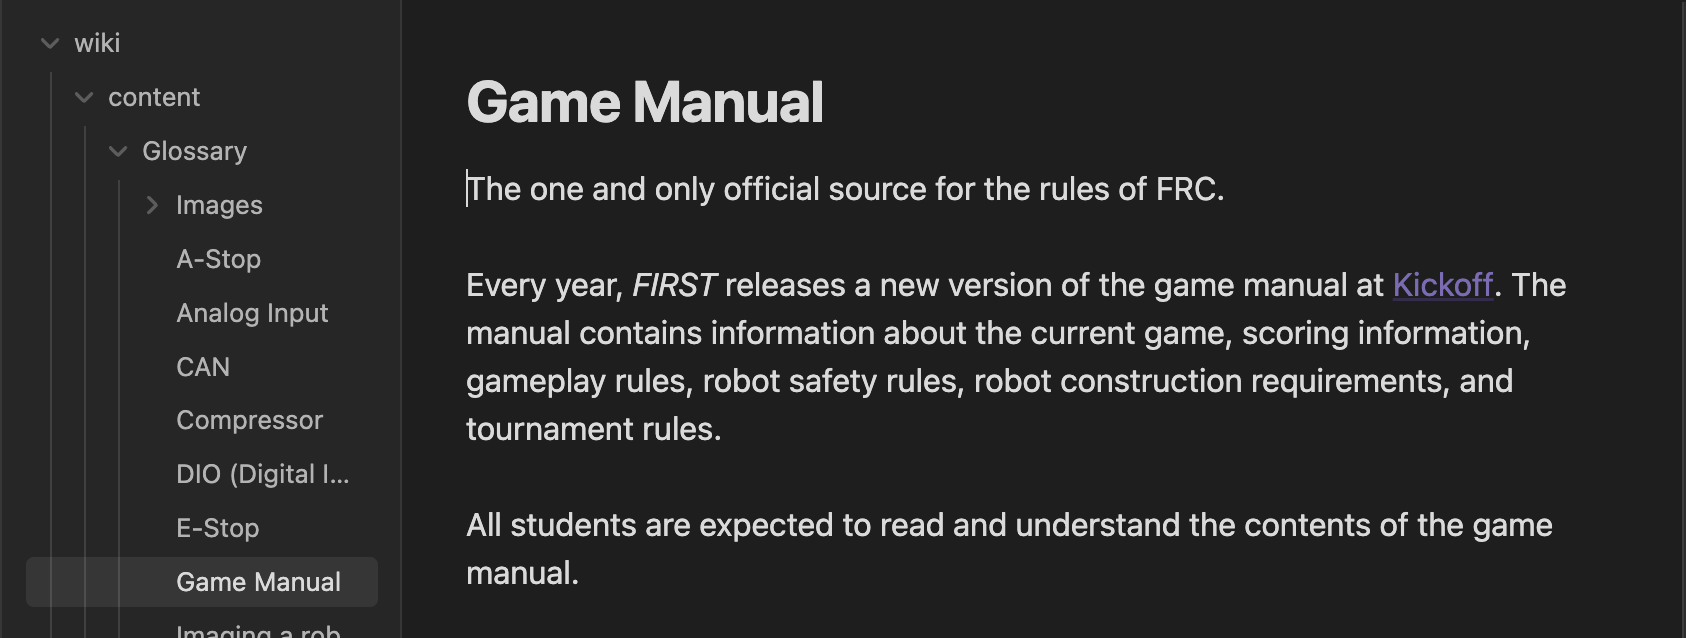 wiki
content
Glossary
Images
A-Stop
Analog Input
CAN
Compressor
DIO (Digital I...
E-Stop
Game Manual
Imaging a rob
Game Manual
The one and only official source for the rules of FRC.
Every year, FIRST releases a new version of the game manual at Kickoff. The
manual contains information about the current game, scoring information,
gameplay rules, robot safety rules, robot construction requirements, and
tournament rules.
All students are expected to read and understand the contents of the game
manual.